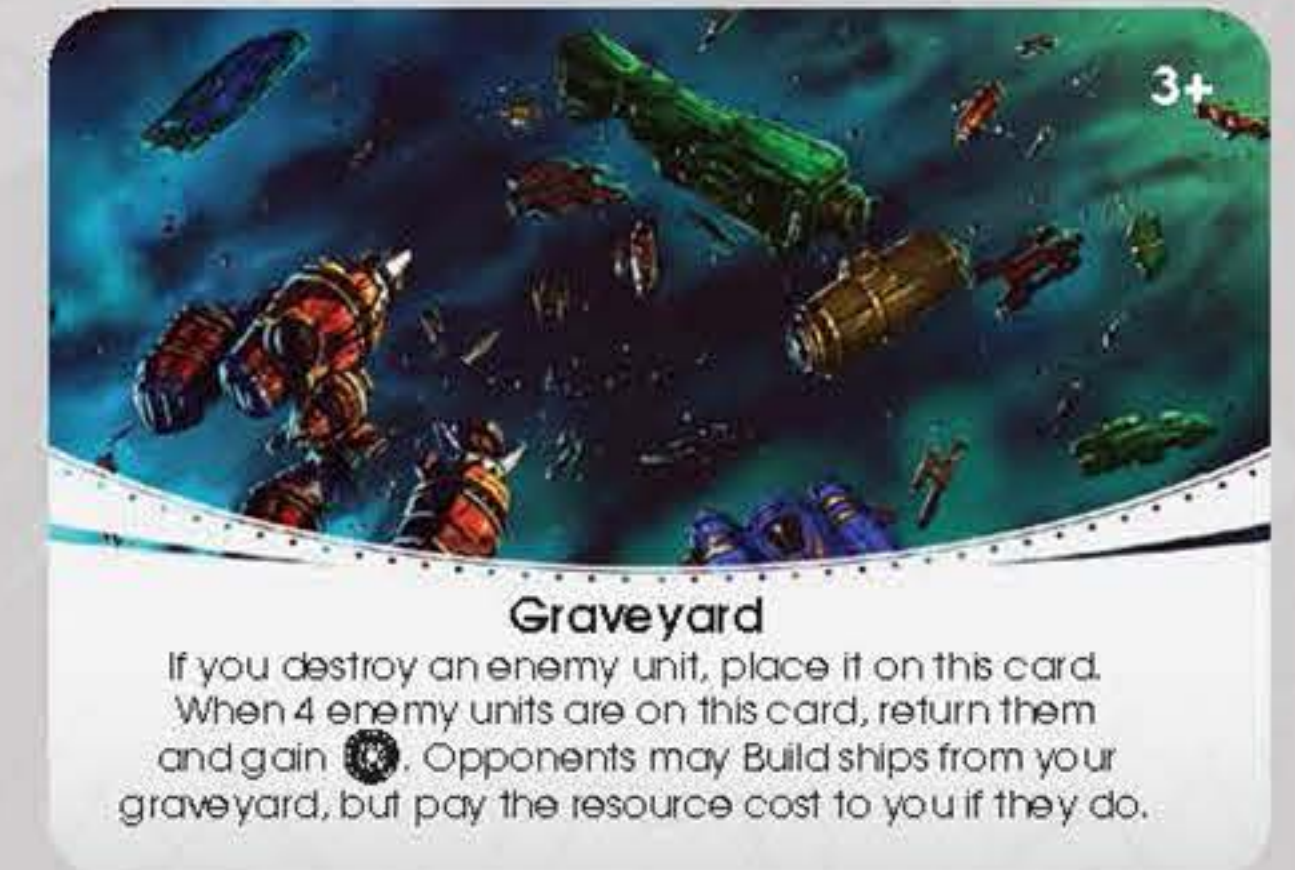 3+
Graveyard
If you destroy an enemy unit, place it on this card.
When 4 enemy units are on this card, return them
and gain . Opponents may Build ships from your
graveyard, but pay the resource cost to you if they do.